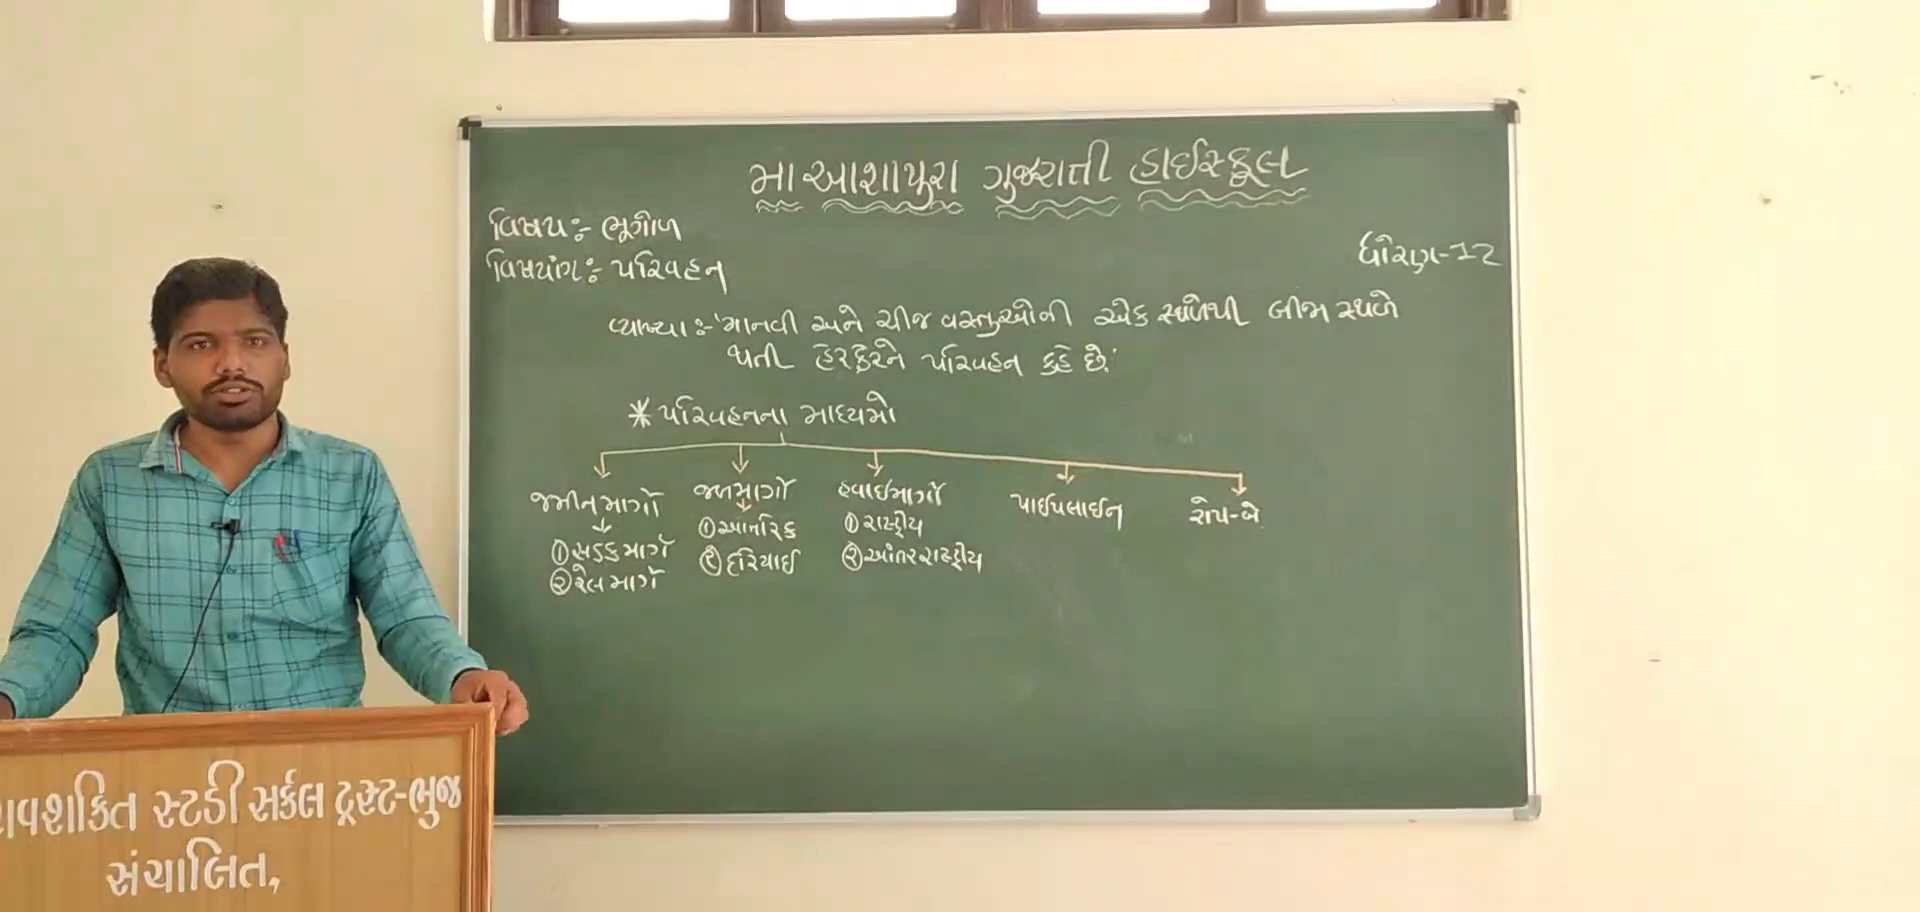 મા આશાપુરા ગુજરાતી હાઈસ્કૂલ
વિષય:- ભૂગોળ
ધોરણ-12
વિષયાંગ:- પરિવહન
વ્યાખ્યા:- 'માનવી અને ચીજ વસ્તુઓની એક સ્થળેથી બીજા સ્થળે
થતી હેરફેરને પરિવહન કહે છે.'
* પરિવહનના માધ્યમો
જમીનમાર્ગો જળમાર્ગો હવાઈમાર્ગો પાઈપલાઈન રોપ-વે
① સડકમાર્ગ ① આંતરિક ① રાષ્ટ્રીય
② રેલમાર્ગ ② દરિયાઈ ② આંતરરાષ્ટ્રીય
સ્ટડી સર્કલ ટ્રસ્ટ-ભુજ
સંચાલિત,